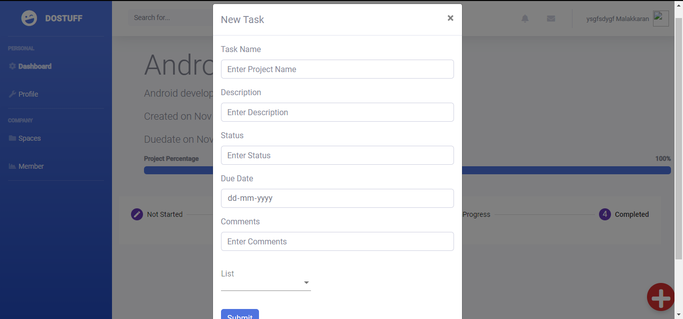 DOSTUFF
Search for...
ysgfsdygf Malakkaran
PERSONAL
Dashboard
Profile
COMPANY
Spaces
Member
Andro
Android develop
Created on Nov
Duedate on Nov
Project Percentage
100%
Not Started
Progress
4 Completed
New Task
×
Task Name
Enter Project Name
Description
Enter Description
Status
Enter Status
Due Date
dd-mm-yyyy
Comments
Enter Comments
List
Submit